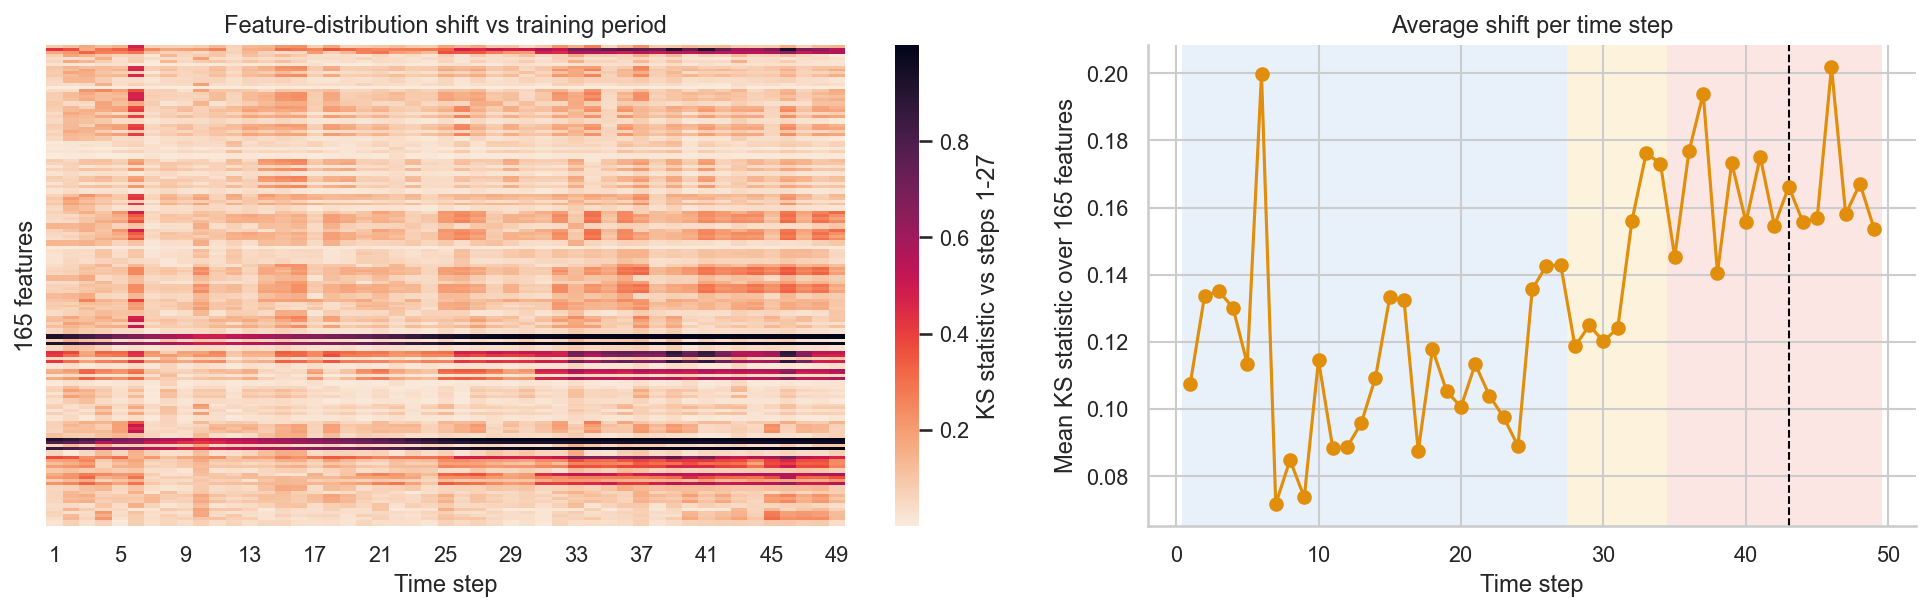 Feature-distribution shift vs training period
165 features
1 5 9 13 17 21 25 29 33 37 41 45 49
Time step
0.8
0.6
0.4
0.2
KS statistic vs steps 1-27
Average shift per time step
Mean KS statistic over 165 features
0.20
0.18
0.16
0.14
0.12
0.10
0.08
0 10 20 30 40 50
Time step